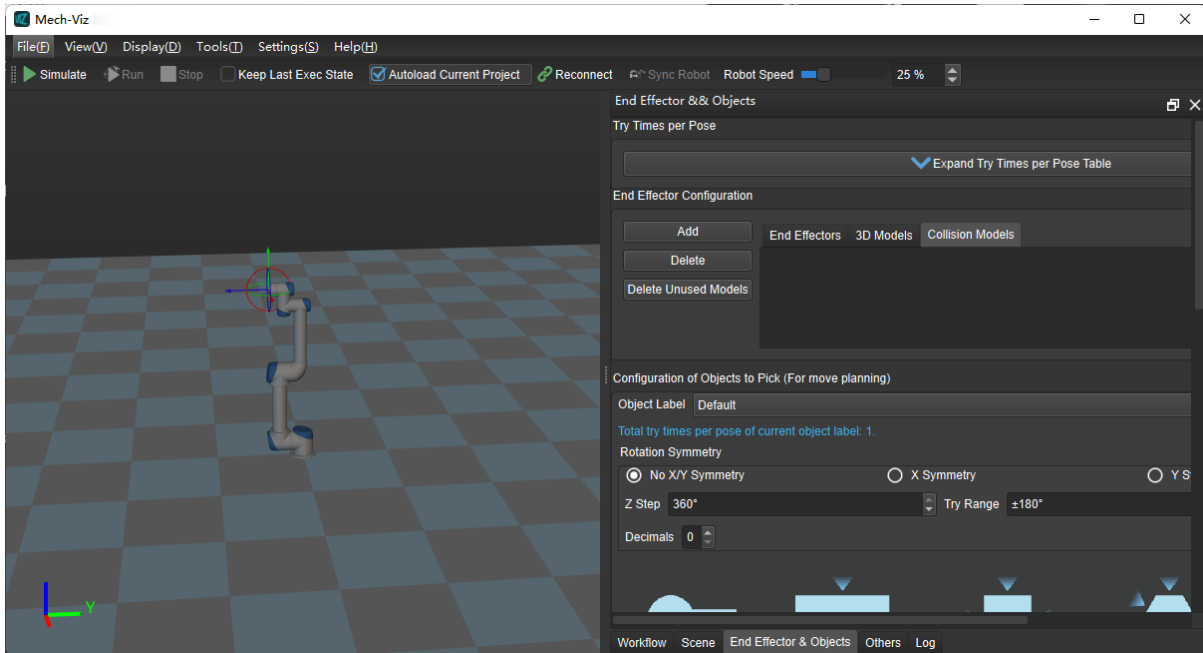 VIZ Mech-Viz
File(F) View(V) Display(D) Tools(T) Settings(S) Help(H)
Simulate Run Stop Keep Last Exec State Autoload Current Project Reconnect Sync Robot Robot Speed 25 %
End Effector && Objects
Try Times per Pose
Expand Try Times per Pose Table
End Effector Configuration
Add End Effectors 3D Models Collision Models
Delete
Delete Unused Models
Configuration of Objects to Pick (For move planning)
Object Label Default
Total try times per pose of current object label: 1.
Rotation Symmetry
No X/Y Symmetry X Symmetry Y S
Z Step 360° Try Range ±180°
Decimals 0
Y
Workflow Scene End Effector & Objects Others Log